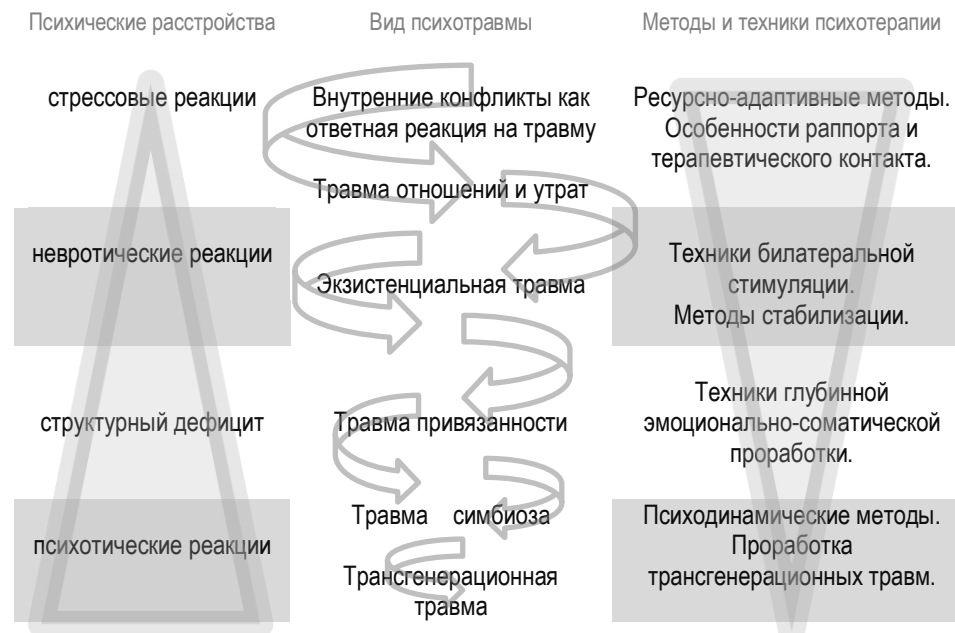 Психические расстройства
Вид психотравмы
Методы и техники психотерапии
стрессовые реакции
Внутренние конфликты как
ответная реакция на травму
Ресурсно-адаптивные методы.
Особенности раппорта и
терапевтического контакта.
Травма отношений и утрат
невротические реакции
Экзистенциальная травма
Техники билатеральной
стимуляции.
Методы стабилизации.
структурный дефицит
Травма привязанности
Техники глубинной
эмоционально-соматической
проработки.
психотические реакции
Травма симбиоза
Трансгенерационная
травма
Психодинамические методы.
Проработка
трансгенерационных травм.